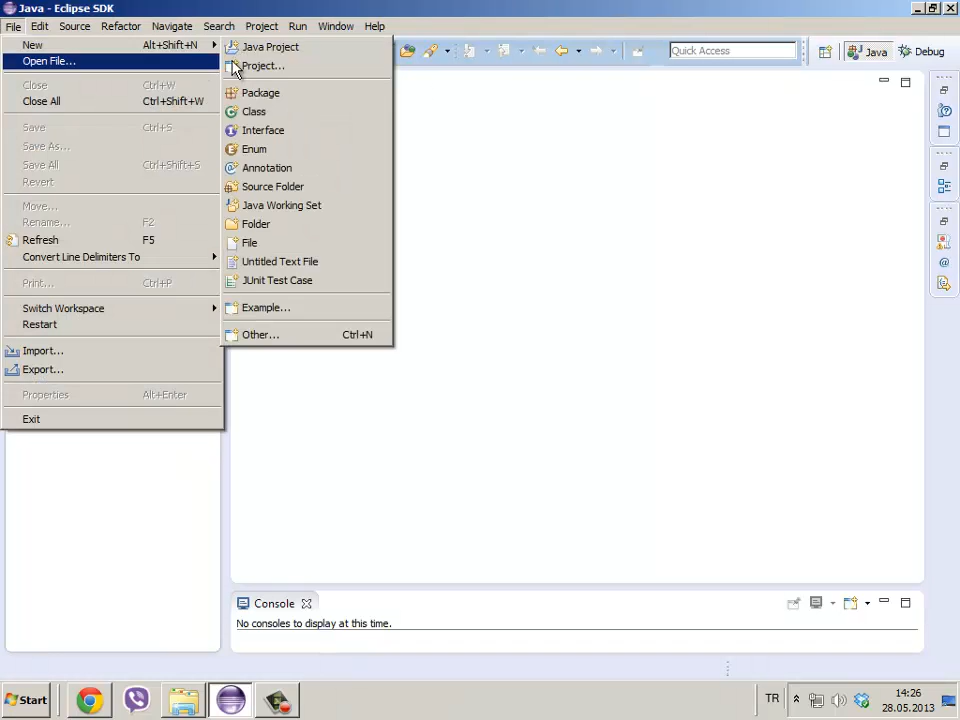 Java - Eclipse SDK
File Edit Source Refactor Navigate Search Project Run Window Help
New Alt+Shift+N
Open File...
Close Ctrl+W
Close All Ctrl+Shift+W
Save Ctrl+S
Save As...
Save All Ctrl+Shift+S
Revert
Move...
Rename... F2
Refresh F5
Convert Line Delimiters To
Print... Ctrl+P
Switch Workspace
Restart
Import...
Export...
Properties Alt+Enter
Exit
Java Project
Project...
Package
Class
Interface
Enum
Annotation
Source Folder
Java Working Set
Folder
File
Untitled Text File
JUnit Test Case
Example...
Other... Ctrl+N
Quick Access
Java
Debug
Console
No consoles to display at this time.
Start
TR
14:26
28.05.2013